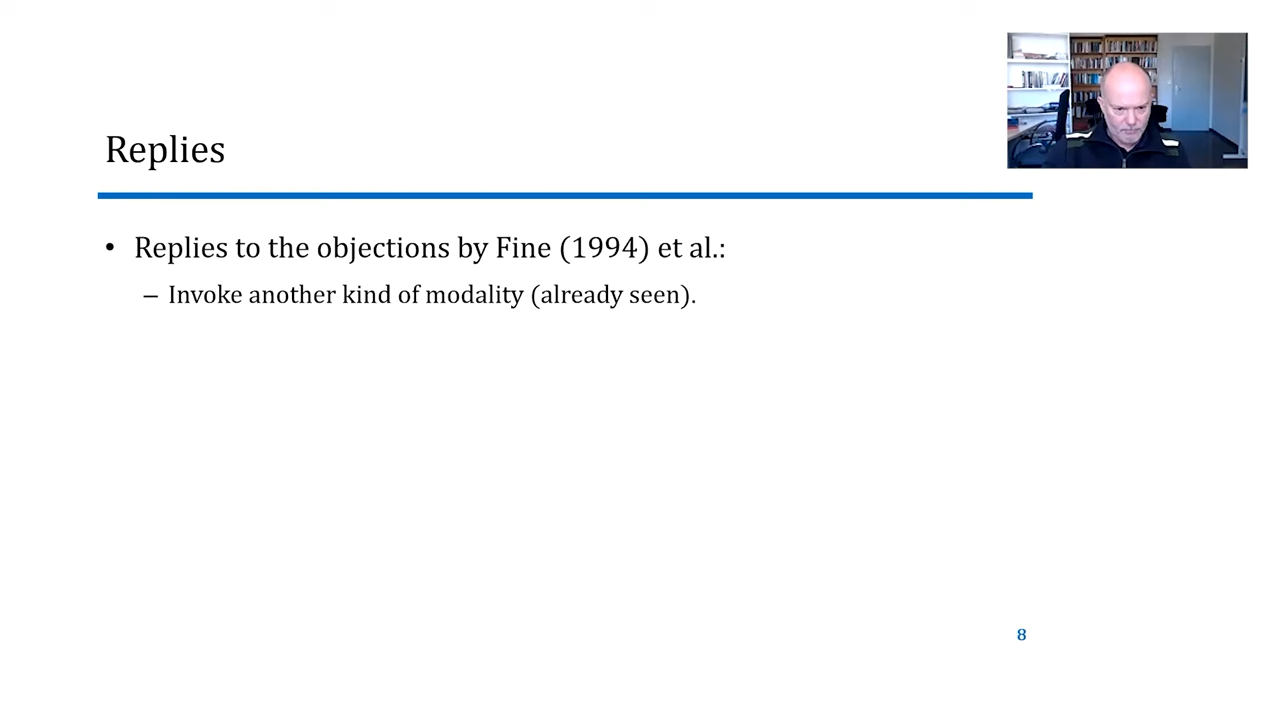 Replies
• Replies to the objections by Fine (1994) et al.:
– Invoke another kind of modality (already seen).
8